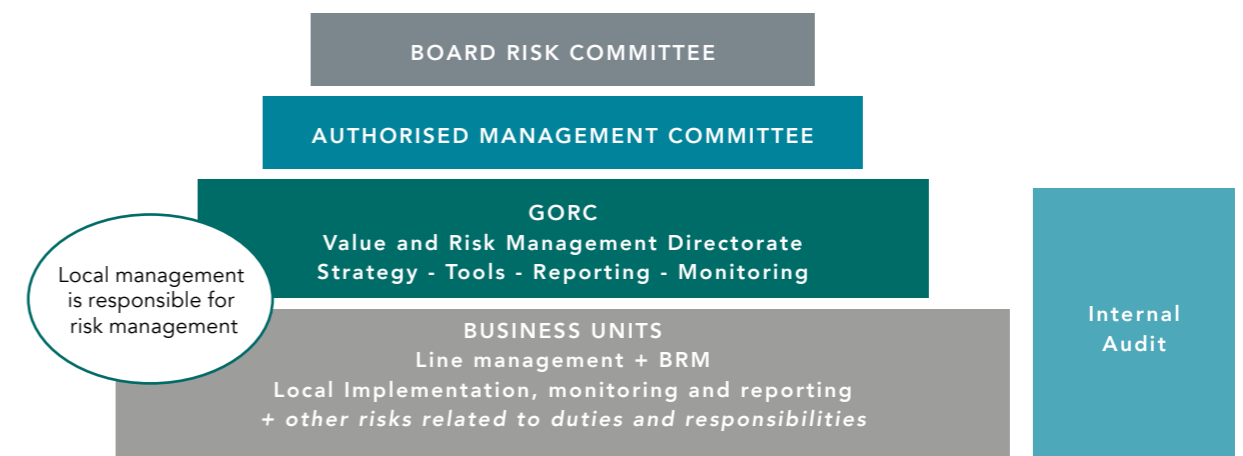 BOARD RISK COMMITTEE
AUTHORISED MANAGEMENT COMMITTEE
GORC
Value and Risk Management Directorate
Strategy - Tools - Reporting - Monitoring
Local management
is responsible for
risk management
BUSINESS UNITS
Line management + BRM
Local Implementation, monitoring and reporting
+ other risks related to duties and responsibilities
Internal
Audit